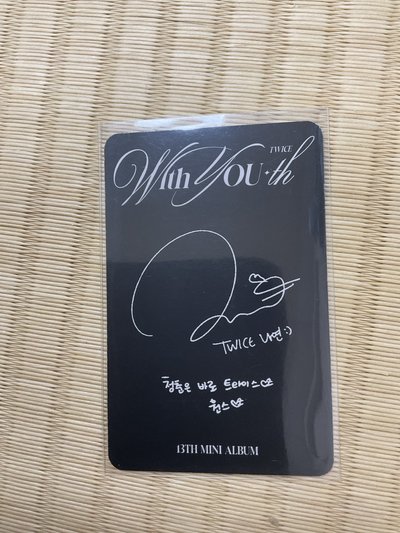 With YOU-th
TWICE
TWICE 나연:)
청춘은 바로 트와이스♡
원스♡
13TH MINI ALBUM